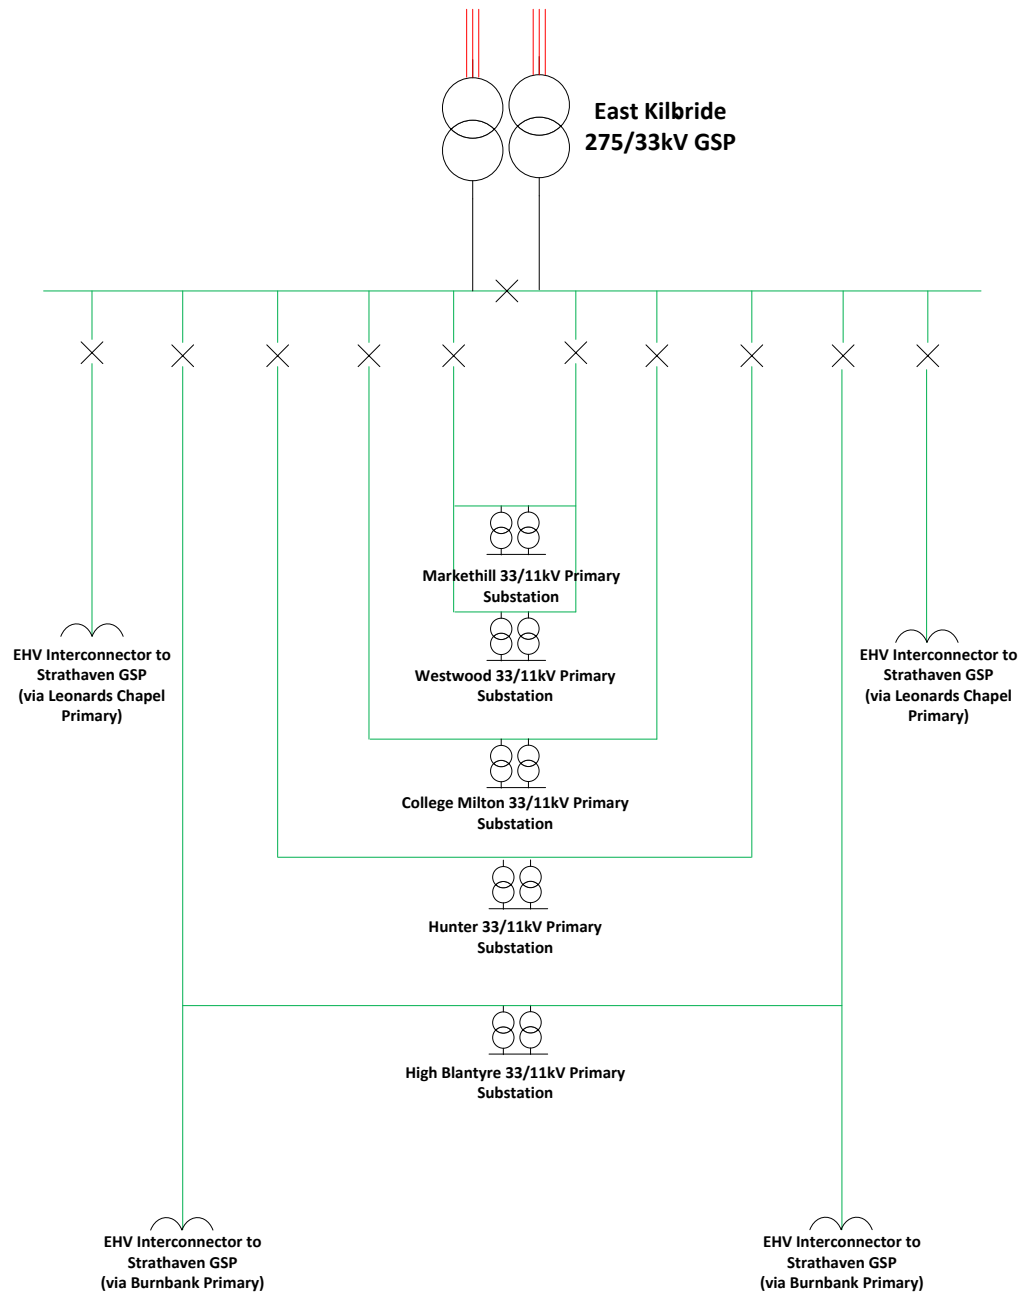 East Kilbride
275/33kV GSP
Markethill 33/11kV Primary
Substation
EHV Interconnector to
Strathaven GSP
(via Leonards Chapel
Primary)
Westwood 33/11kV Primary
Substation
EHV Interconnector to
Strathaven GSP
(via Leonards Chapel
Primary)
College Milton 33/11kV Primary
Substation
Hunter 33/11kV Primary
Substation
High Blantyre 33/11kV Primary
Substation
EHV Interconnector to
Strathaven GSP
(via Burnbank Primary)
EHV Interconnector to
Strathaven GSP
(via Burnbank Primary)